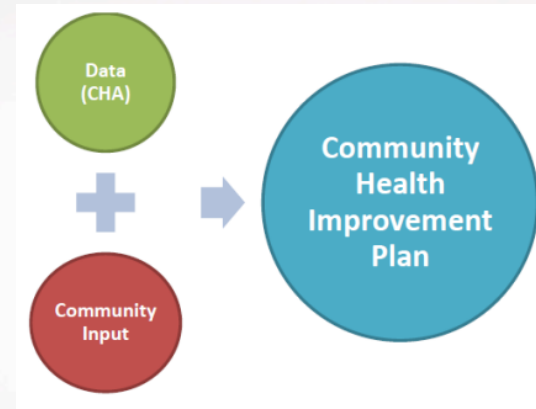 Data
(CHA)
Community
Input
Community
Health
Improvement
Plan